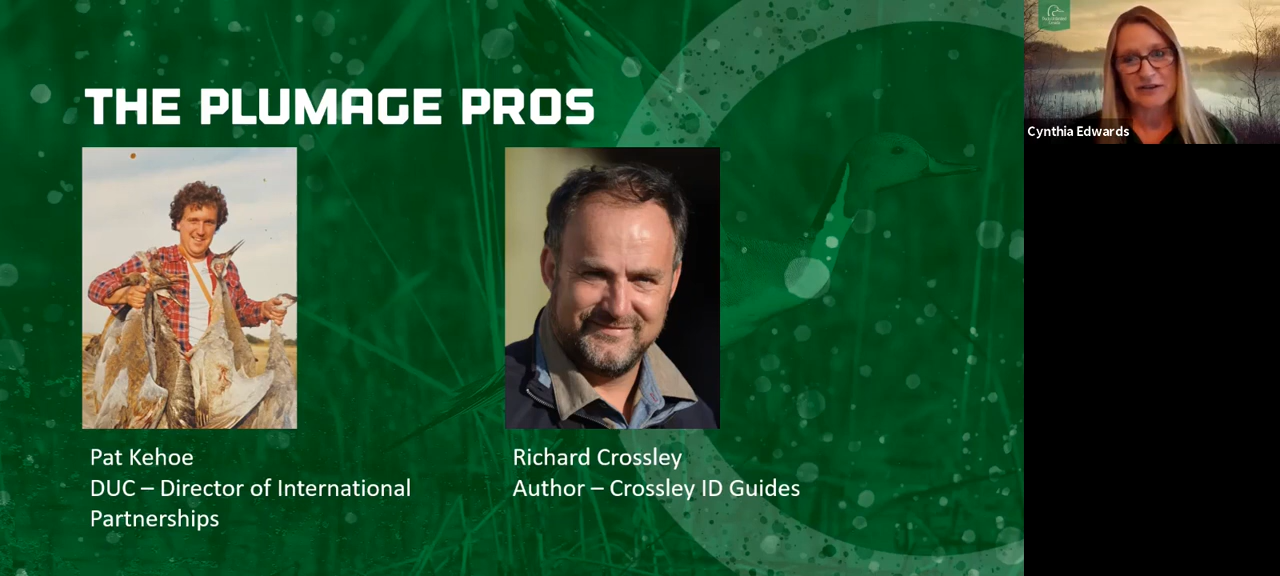 THE PLUMAGE PROS
Pat Kehoe
DUC – Director of International
Partnerships
Richard Crossley
Author – Crossley ID Guides
Cynthia Edwards